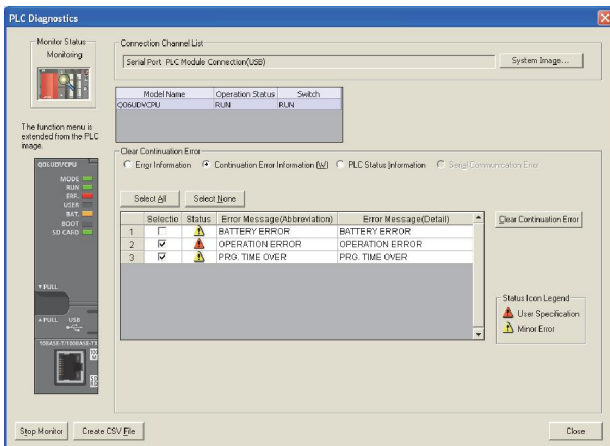 PLC Diagnostics
Monitor Status
Monitoring
Connection Channel List
Serial Port PLC Module Connection(USB)
System Image...
Model Name Operation Status Switch
Q06UDVCPU RUN RUN
The function menu is
extended from the PLC
image.
Q06UDVCPU
MODE
RUN
ERR.
USER
BAT.
BOOT
SD CARD
PULL
PULL USB
100BASE-T/100BASE-TX
Clear Continuation Error
Error Information Continuation Error Information (W) PLC Status Information Serial Communication Error
Select All Select None
Selectio Status Error Message(Abbreviation) Error Message(Detail)
1 BATTERY ERROR BATTERY ERROR
2 OPERATION ERROR OPERATION ERROR
3 PRG. TIME OVER PRG. TIME OVER
Clear Continuation Error
Status Icon Legend
User Specification
Minor Error
Stop Monitor Create CSV File Close